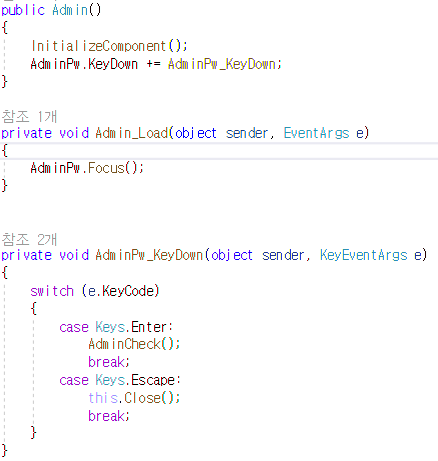 public Admin()
{
InitializeComponent();
AdminPw.KeyDown += AdminPw_KeyDown;
}
참조 1개
private void Admin_Load(object sender, EventArgs e)
{
AdminPw.Focus();
}
참조 2개
private void AdminPw_KeyDown(object sender, KeyEventArgs e)
{
switch (e.KeyCode)
{
case Keys.Enter:
AdminCheck();
break;
case Keys.Escape:
this.Close();
break;
}
}